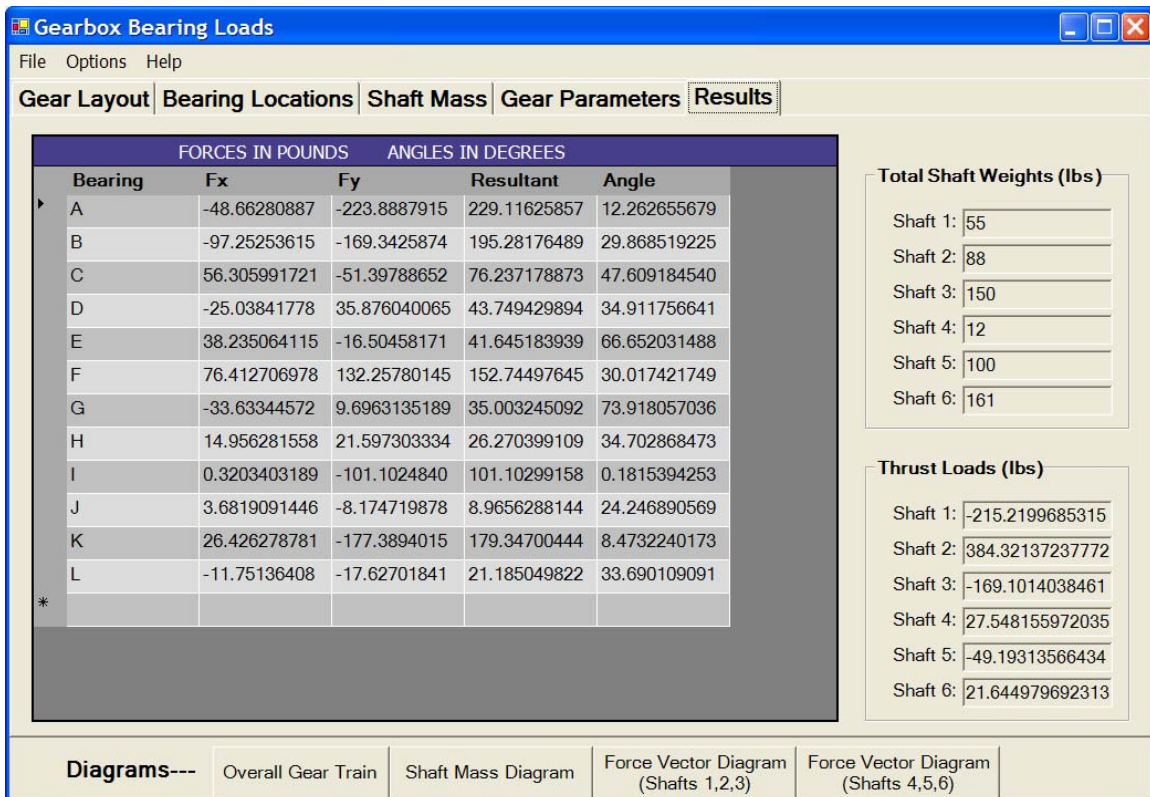 Gearbox Bearing Loads
File Options Help
Gear Layout Bearing Locations Shaft Mass Gear Parameters Results
FORCES IN POUNDS ANGLES IN DEGREES
Bearing Fx Fy Resultant Angle
A -48.66280887 -223.8887915 229.11625857 12.262655679
B -97.25253615 -169.3425874 195.28176489 29.868519225
C 56.305991721 -51.39788652 76.237178873 47.609184540
D -25.03841778 35.876040065 43.749429894 34.911756641
E 38.235064115 -16.50458171 41.645183939 66.652031488
F 76.412706978 132.25780145 152.74497645 30.017421749
G -33.63344572 9.6963135189 35.003245092 73.918057036
H 14.956281558 21.597303334 26.270399109 34.702868473
I 0.3203403189 -101.1024840 101.10299158 0.1815394253
J 3.6819091446 -8.174719878 8.9656288144 24.246890569
K 26.426278781 -177.3894015 179.34700444 8.4732240173
L -11.75136408 -17.62701841 21.185049822 33.690109091
*
Total Shaft Weights (lbs)
Shaft 1: 55
Shaft 2: 88
Shaft 3: 150
Shaft 4: 12
Shaft 5: 100
Shaft 6: 161
Thrust Loads (lbs)
Shaft 1: -215.2199685315
Shaft 2: 384.32137237772
Shaft 3: -169.1014038461
Shaft 4: 27.548155972035
Shaft 5: -49.19313566434
Shaft 6: 21.644979692313
Diagrams---
Overall Gear Train
Shaft Mass Diagram
Force Vector Diagram
(Shafts 1,2,3)
Force Vector Diagram
(Shafts 4,5,6)